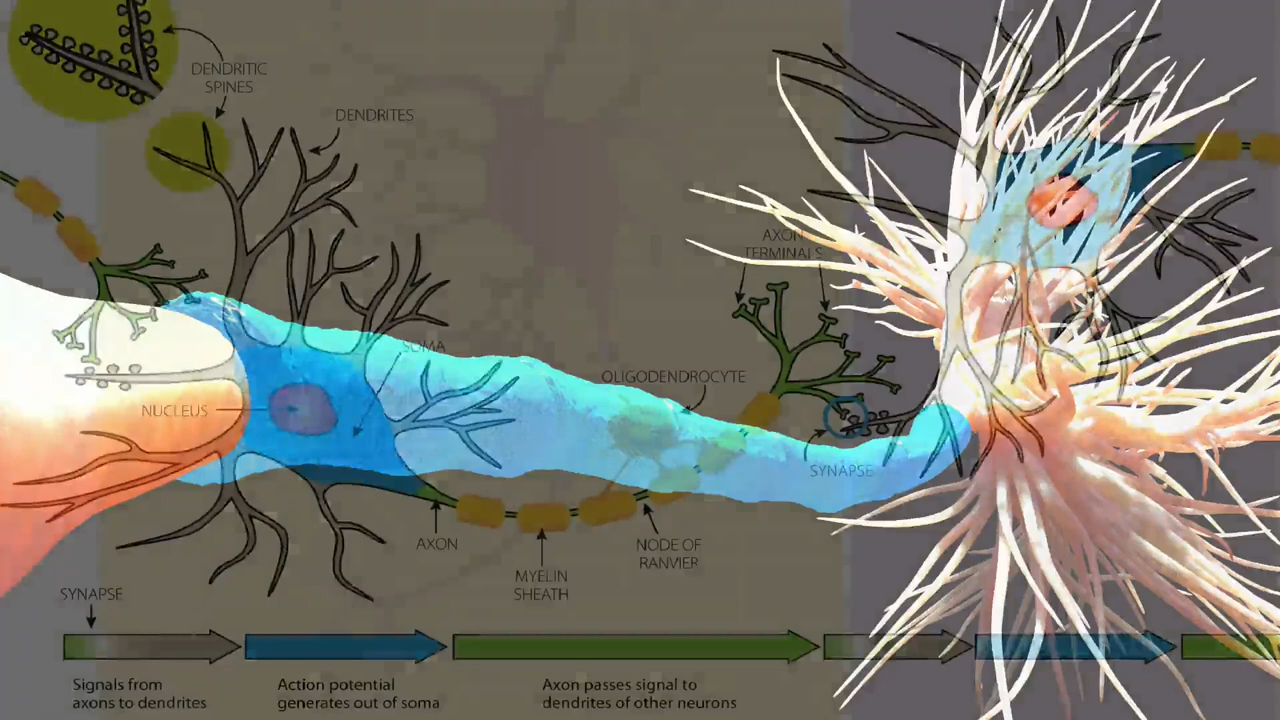 DENDRITIC
SPINES
DENDRITES
AXON
TERMINALS
SOMA
OLIGODENDROCYTE
NUCLEUS
SYNAPSE
AXON
NODE OF
RANVIER
MYELIN
SHEATH
SYNAPSE
Signals from
axons to dendrites
Action potential
generates out of soma
Axon passes signal to
dendrites of other neurons